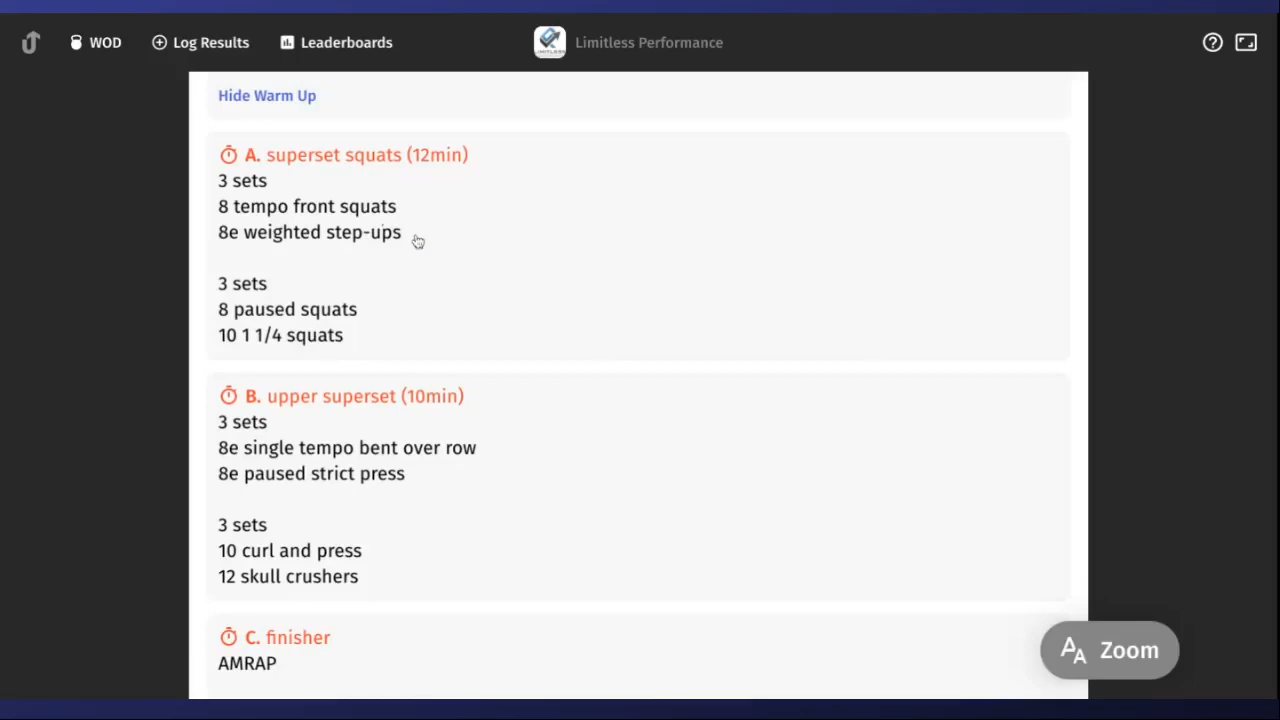 WOD
Log Results
Leaderboards
LIMITLESS
Limitless Performance
Hide Warm Up
A. superset squats (12min)
3 sets
8 tempo front squats
8e weighted step-ups
3 sets
8 paused squats
10 1 1/4 squats
B. upper superset (10min)
3 sets
8e single tempo bent over row
8e paused strict press
3 sets
10 curl and press
12 skull crushers
C. finisher
AMRAP
AA Zoom